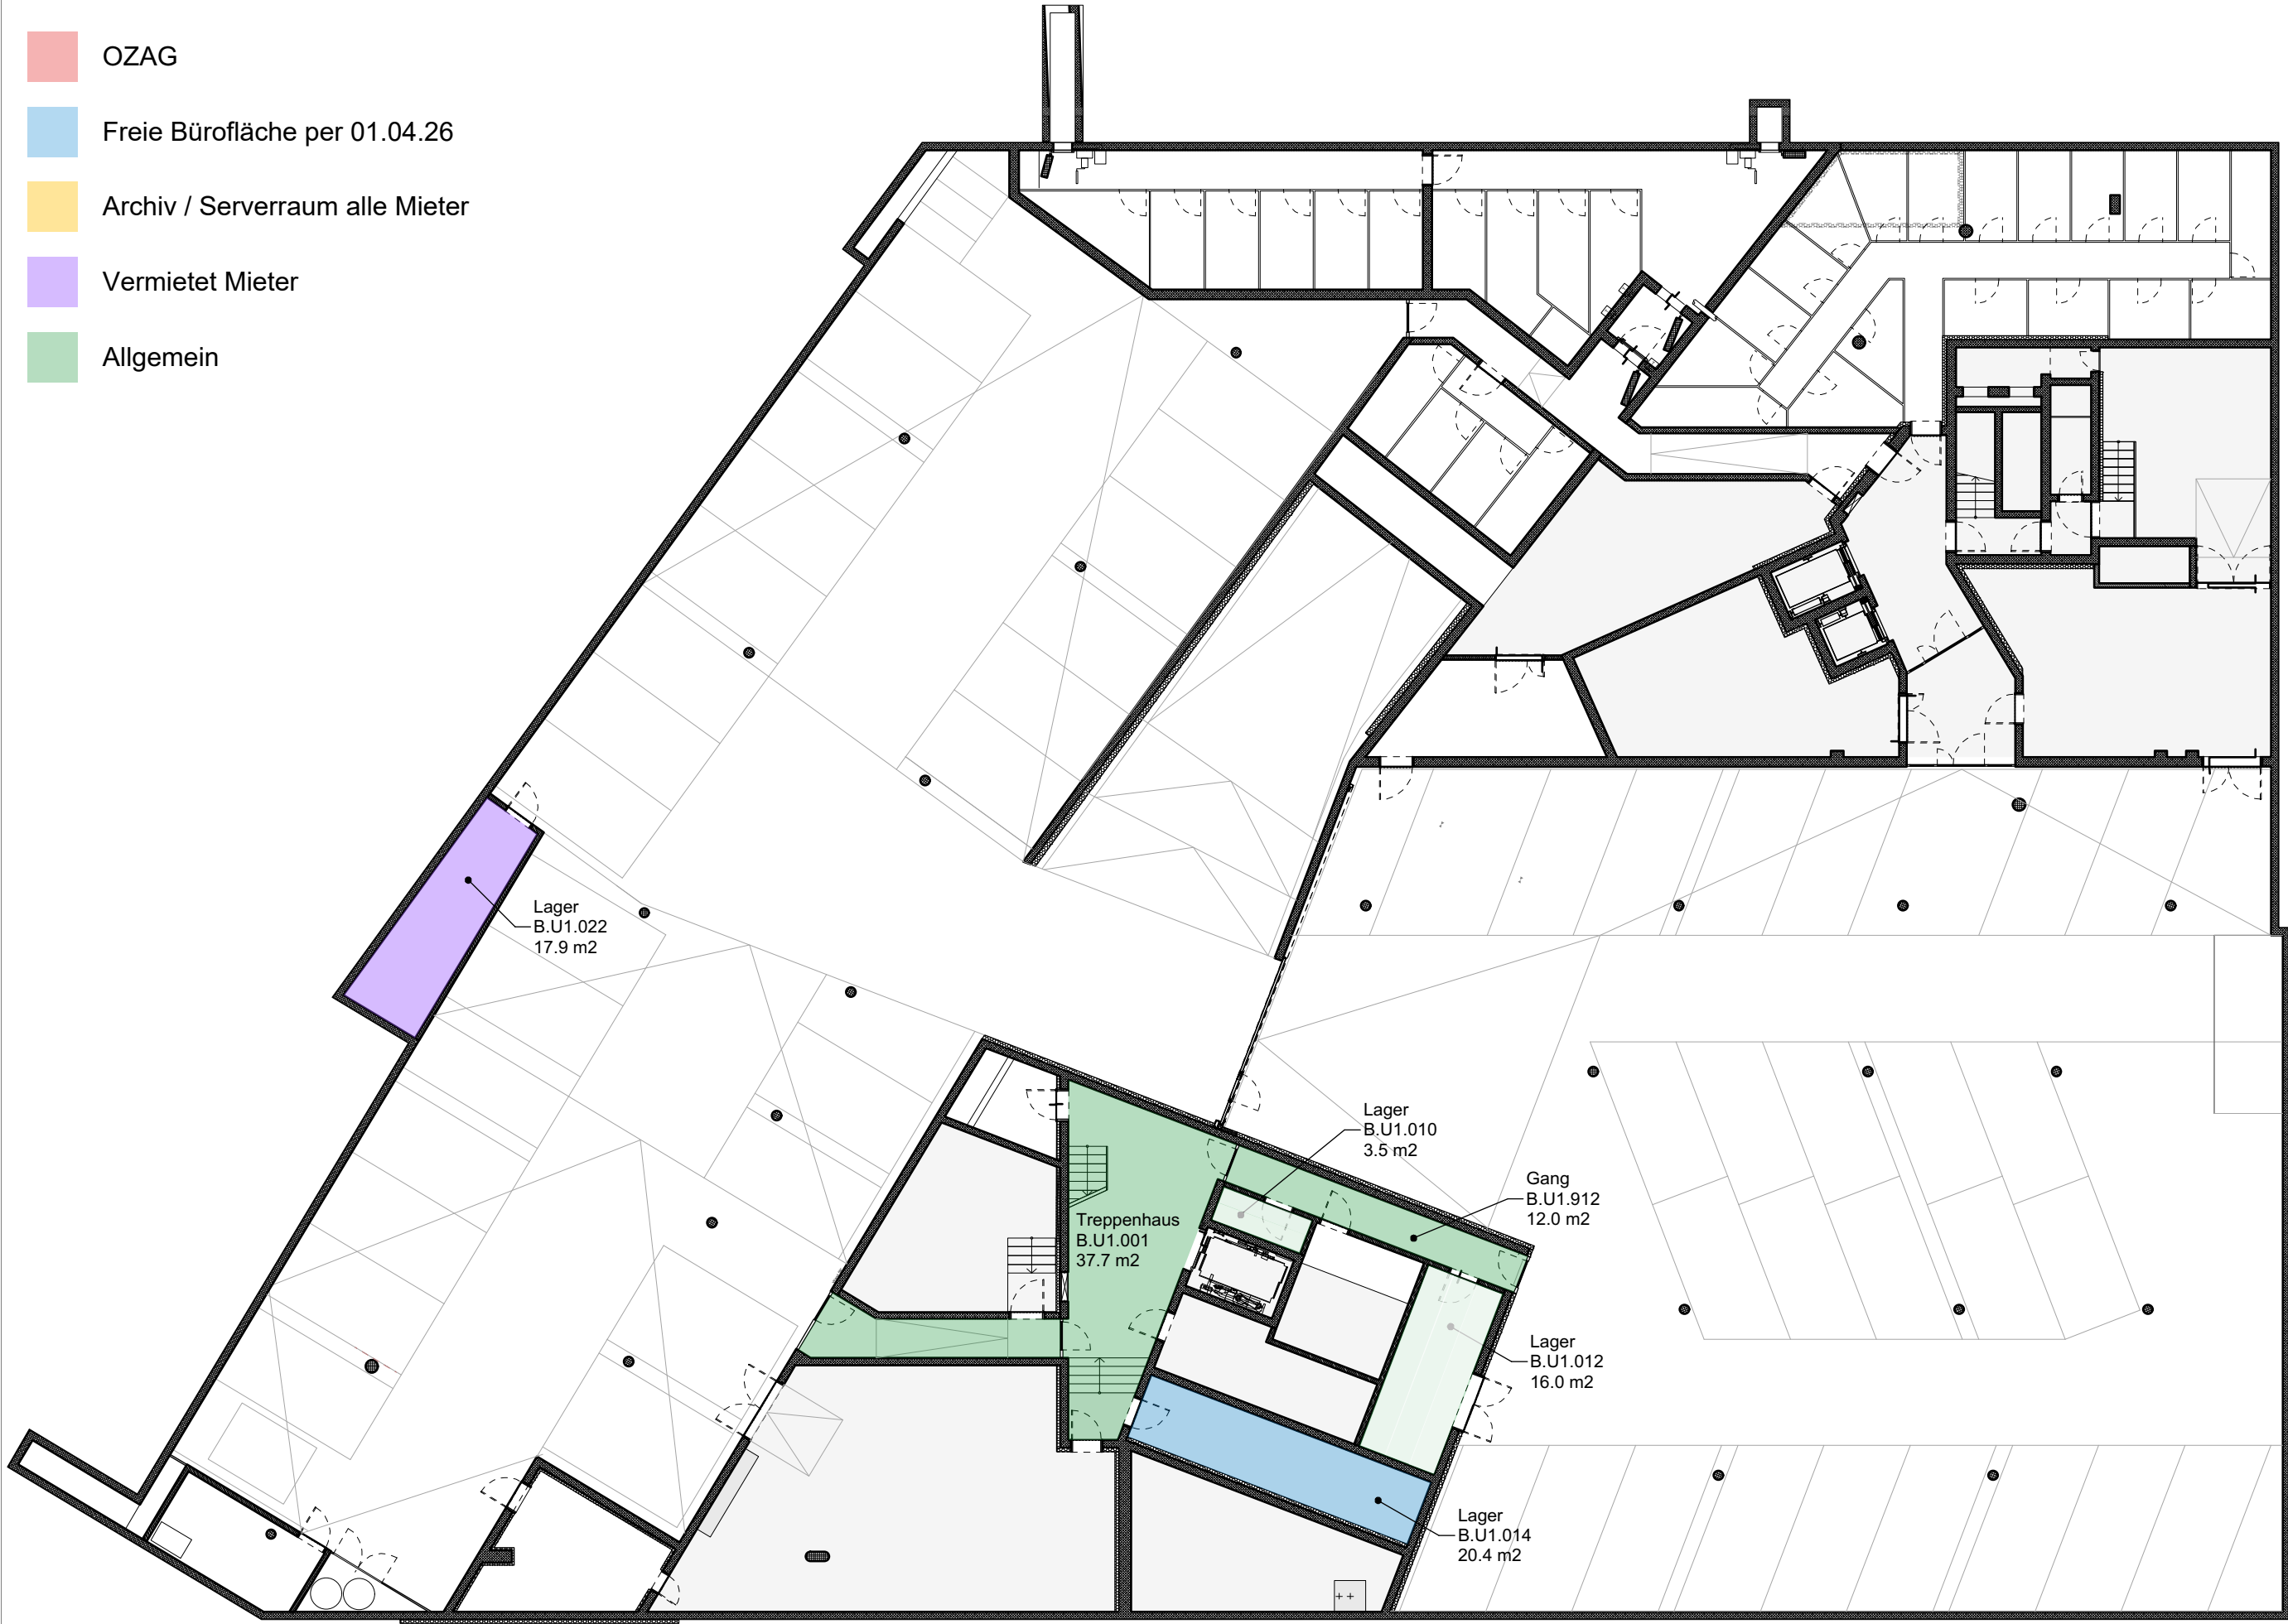 OZAG
Freie Bürofläche per 01.04.26
Archiv / Serverraum alle Mieter
Vermietet Mieter
Allgemein
Lager
B.U1.022
17.9 m2
Lager
B.U1.010
3.5 m2
Gang
B.U1.912
12.0 m2
Treppenhaus
B.U1.001
37.7 m2
Lager
B.U1.012
16.0 m2
Lager
B.U1.014
20.4 m2